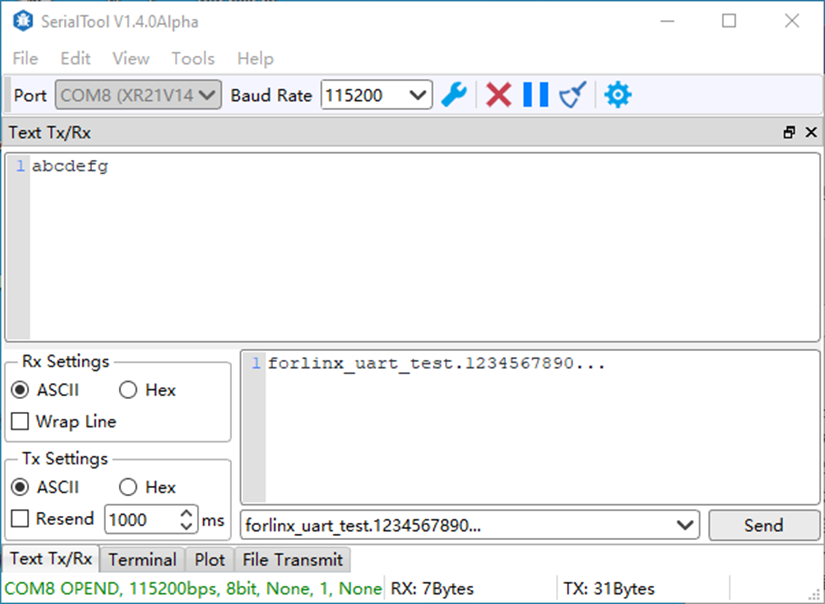 SerialTool V1.4.0Alpha
File Edit View Tools Help
Port COM8 (XR21V14 Baud Rate 115200
Text Tx/Rx
1 abcdefg
Rx Settings
ASCII Hex
Wrap Line
1 forlinx_uart_test.1234567890...
Tx Settings
ASCII Hex
Resend 1000 ms
forlinx_uart_test.1234567890... Send
Text Tx/Rx Terminal Plot File Transmit
COM8 OPEND, 115200bps, 8bit, None, 1, None RX: 7Bytes TX: 31Bytes